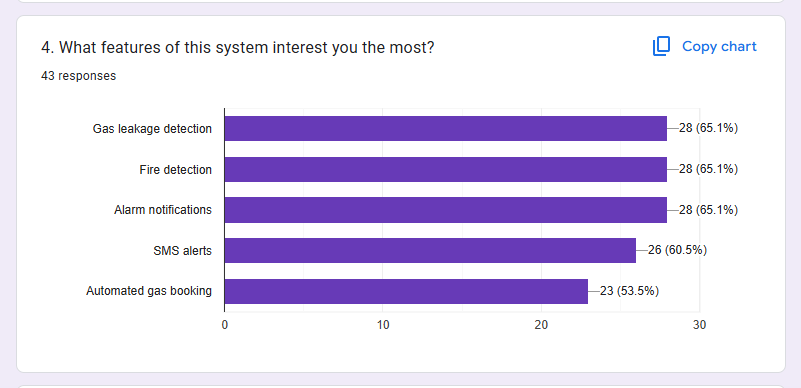 4. What features of this system interest you the most?
Copy chart
43 responses
Gas leakage detection
28 (65.1%)
Fire detection
28 (65.1%)
Alarm notifications
28 (65.1%)
SMS alerts
26 (60.5%)
Automated gas booking
23 (53.5%)
0 10 20 30